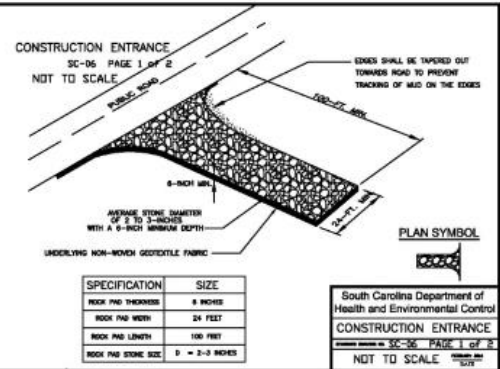 CONSTRUCTION ENTRANCE
SC-06 PAGE 1 of 2
NOT TO SCALE
PUBLIC ROAD
EDGES SHALL BE TAPERED OUT
TOWARDS ROAD TO PREVENT
TRACKING OF MUD ON THE EDGES
100-FT. MIN.
6-INCH MIN.
24-FT. MIN.
AVERAGE STONE DIAMETER
OF 2 TO 3-INCHES
WITH A 6-INCH MINIMUM DEPTH
UNDERLYING NON-WOVEN GEOTEXTILE FABRIC
PLAN SYMBOL
SPECIFICATION SIZE
ROCK PAD THICKNESS 6 INCHES
ROCK PAD WIDTH 24 FEET
ROCK PAD LENGTH 100 FEET
ROCK PAD STONE SIZE D = 2-3 INCHES
South Carolina Department of
Health and Environmental Control
CONSTRUCTION ENTRANCE
SC-06 PAGE 1 of 2
NOT TO SCALE
DATE